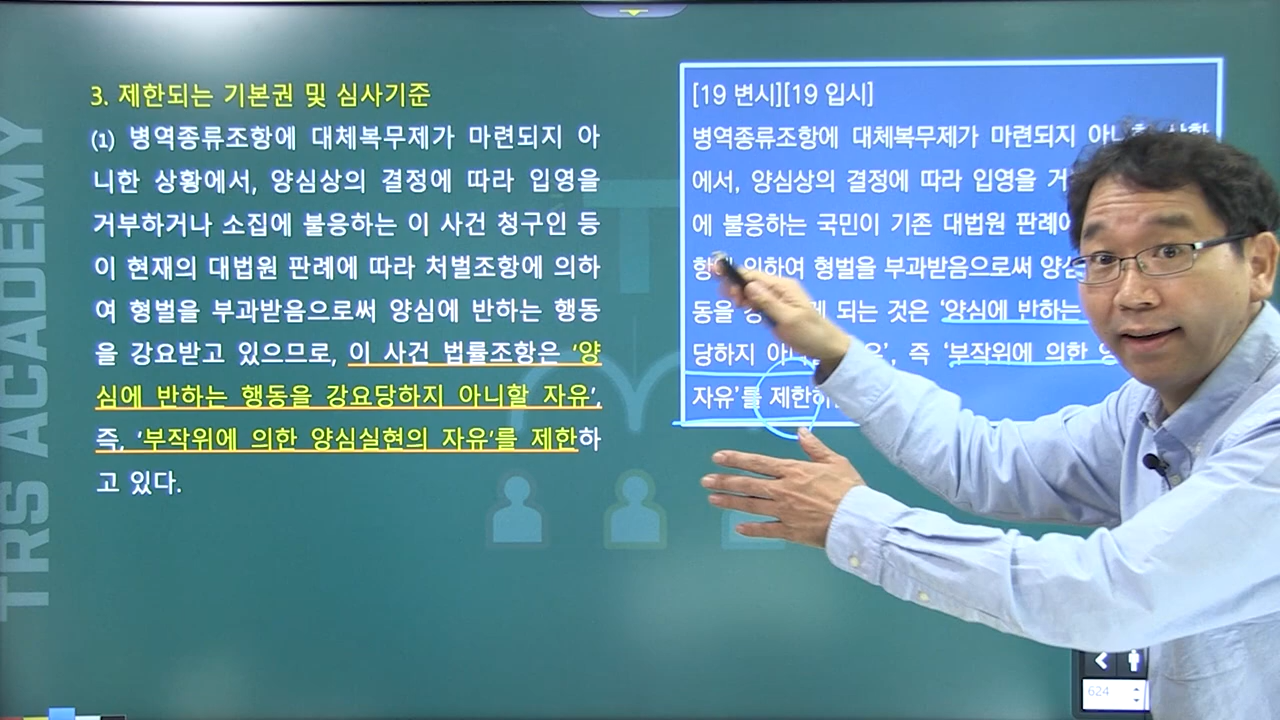 3. 제한되는 기본권 및 심사기준
(1) 병역종류조항에 대체복무제가 마련되지 아
니한 상황에서, 양심상의 결정에 따라 입영을
거부하거나 소집에 불응하는 이 사건 청구인 등
이 현재의 대법원 판례에 따라 처벌조항에 의하
여 형벌을 부과받음으로써 양심에 반하는 행동
을 강요받고 있으므로, 이 사건 법률조항은 ‘양
심에 반하는 행동을 강요당하지 아니할 자유’,
즉, ‘부작위에 의한 양심실현의 자유’를 제한하
고 있다.
[19 변시][19 입시]
병역종류조항에 대체복무제가 마련되지
에서, 양심상의 결정에 따라 입영을
에 불응하는 국민이 기존 대법원
의하여 형벌을 부과받음으로써
동을 되는 것은 ‘양심에 반하는
당하지 즉 ‘부작위에 의한
자유’를 제한
TRS ACADEMY
624